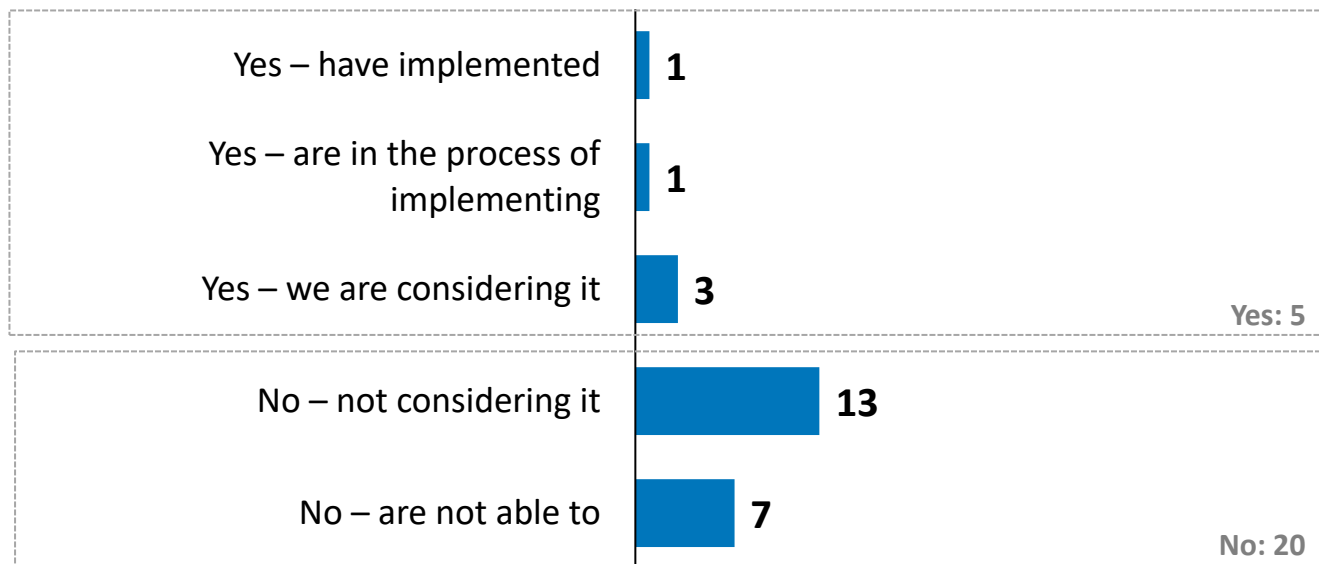 Yes – have implemented
1
Yes – are in the process of
implementing
1
Yes – we are considering it
3
Yes: 5
No – not considering it
13
No – are not able to
7
No: 20